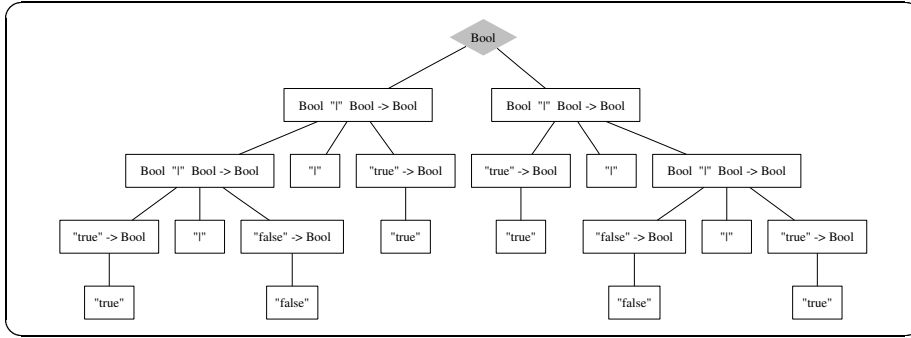 Bool
Bool "|" Bool -> Bool
Bool "|" Bool -> Bool
Bool "|" Bool -> Bool
"|"
"true" -> Bool
"true" -> Bool
"|"
Bool "|" Bool -> Bool
"true" -> Bool
"|"
"false" -> Bool
"true"
"true"
"false" -> Bool
"|"
"true" -> Bool
"true"
"false"
"false"
"true"